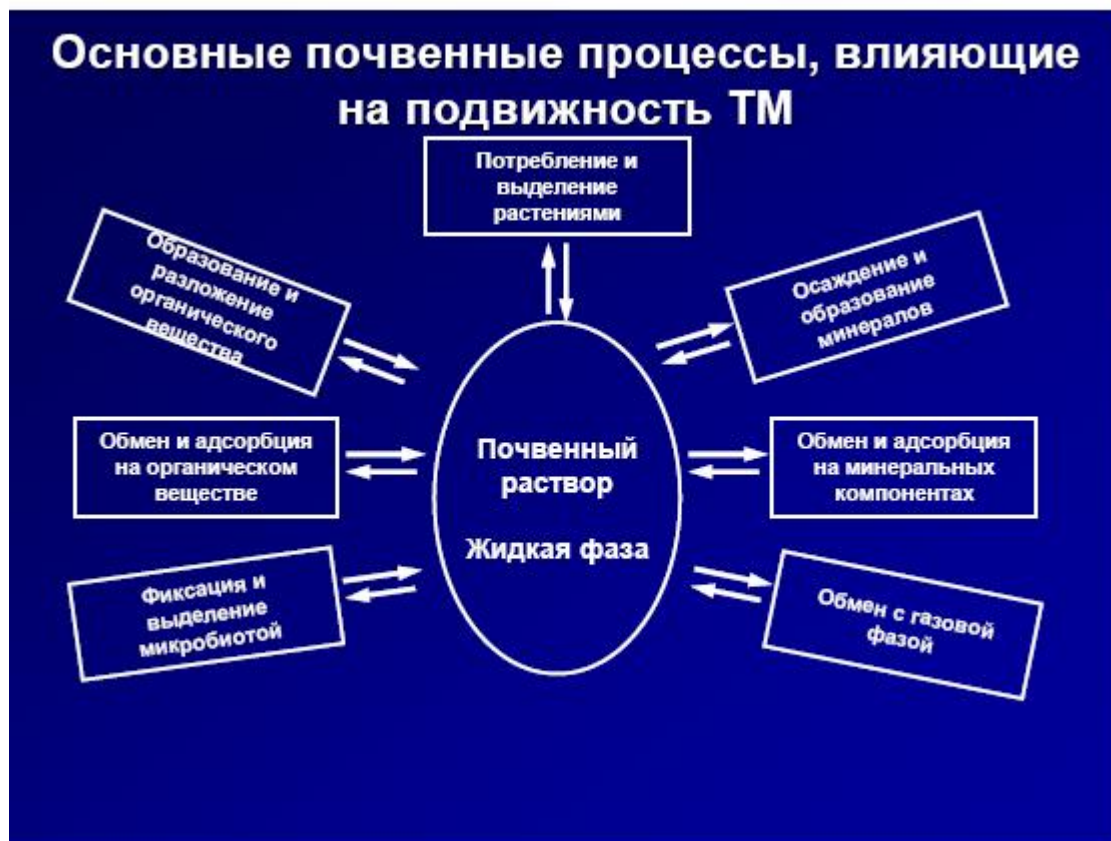 Основные почвенные процессы, влияющие
на подвижность ТМ
Потребление и
выделение
растениями
Образование и
разложение
органического
вещества
Осаждение и
образование
минералов
Обмен и адсорбция
на органическом
веществе
Почвенный
раствор
Жидкая фаза
Обмен и адсорбция
на минеральных
компонентах
Фиксация и
выделение
микробиотой
Обмен с газовой
фазой